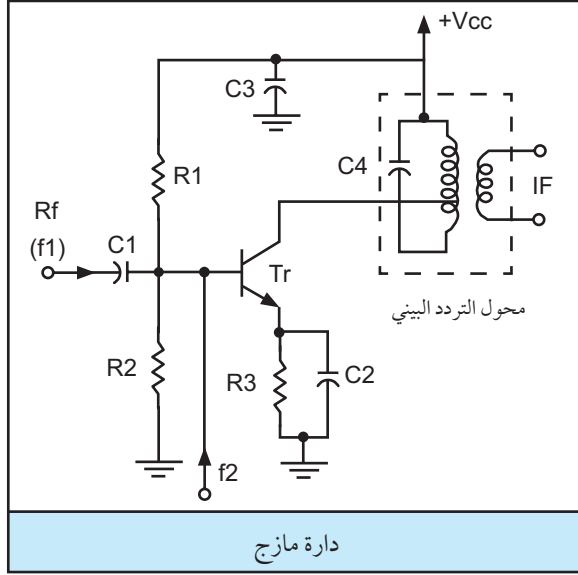 +Vcc
C3
R1
C4
IF
Rf
(f1)
C1
Tr
محول التردد البيني
R2
R3
C2
f2
دارة مازج